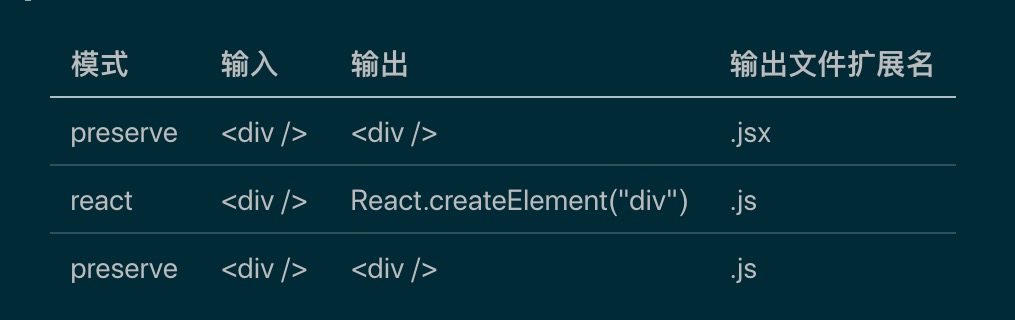 模式 输入 输出 输出文件扩展名
preserve <div /> <div /> .jsx
react <div /> React.createElement("div") .js
preserve <div /> <div /> .js